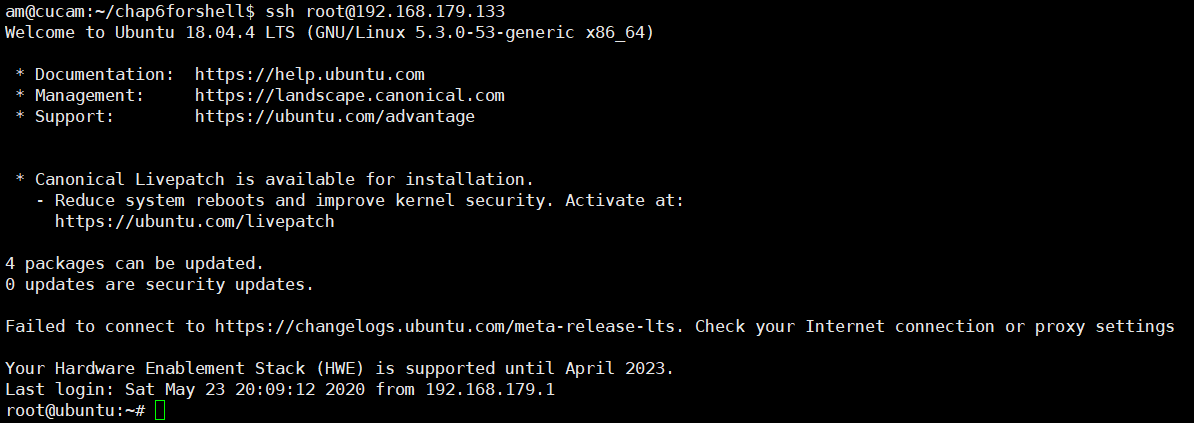 am@cucam:~/chap6forshell$ ssh root@192.168.179.133
Welcome to Ubuntu 18.04.4 LTS (GNU/Linux 5.3.0-53-generic x86_64)
 * Documentation:  https://help.ubuntu.com
 * Management:     https://landscape.canonical.com
 * Support:        https://ubuntu.com/advantage
 * Canonical Livepatch is available for installation.
   - Reduce system reboots and improve kernel security. Activate at:
     https://ubuntu.com/livepatch
4 packages can be updated.
0 updates are security updates.
Failed to connect to https://changelogs.ubuntu.com/meta-release-lts. Check your Internet connection or proxy settings
Your Hardware Enablement Stack (HWE) is supported until April 2023.
Last login: Sat May 23 20:09:12 2020 from 192.168.179.1
root@ubuntu:~#